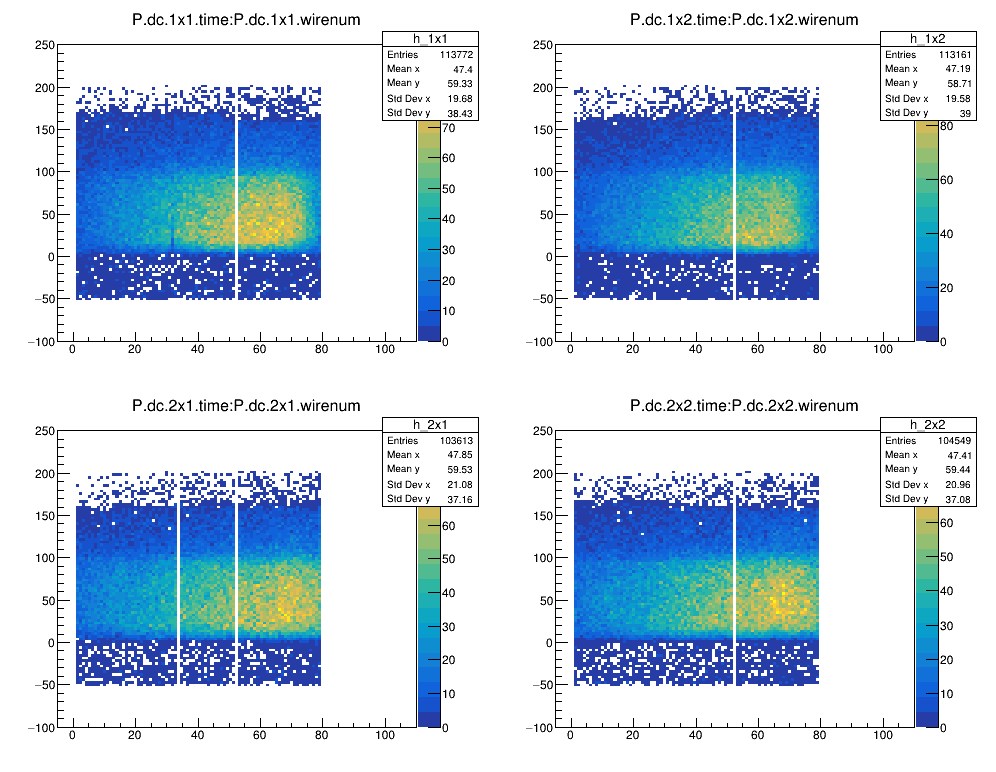 P.dc.1x1.time:P.dc.1x1.wirenum
h_1x1
Entries 113772
Mean x 47.4
Mean y 59.33
Std Dev x 19.68
Std Dev y 38.43
250
200
150
100
50
0
−50
−100
0 20 40 60 80 100
70
60
50
40
30
20
10
0
P.dc.1x2.time:P.dc.1x2.wirenum
h_1x2
Entries 113161
Mean x 47.19
Mean y 58.71
Std Dev x 19.58
Std Dev y 39
250
200
150
100
50
0
−50
−100
0 20 40 60 80 100
80
60
40
20
0
P.dc.2x1.time:P.dc.2x1.wirenum
h_2x1
Entries 103613
Mean x 47.85
Mean y 59.53
Std Dev x 21.08
Std Dev y 37.16
250
200
150
100
50
0
−50
−100
0 20 40 60 80 100
60
50
40
30
20
10
0
P.dc.2x2.time:P.dc.2x2.wirenum
h_2x2
Entries 104549
Mean x 47.41
Mean y 59.44
Std Dev x 20.96
Std Dev y 37.08
250
200
150
100
50
0
−50
−100
0 20 40 60 80 100
60
50
40
30
20
10
0